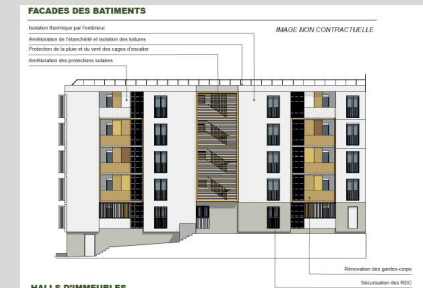 FACADES DES BATIMENTS
IMAGE NON CONTRACTUELLE
Isolation thermique par l'extérieur
Amélioration de l'étanchéité et isolation des toitures
Protection de la pluie et du vent des cages d'escalier
Amélioration des protections solaires
Rénovation des gardes-corps
Sécurisation des RDC
HALLS D'IMMEUBLES